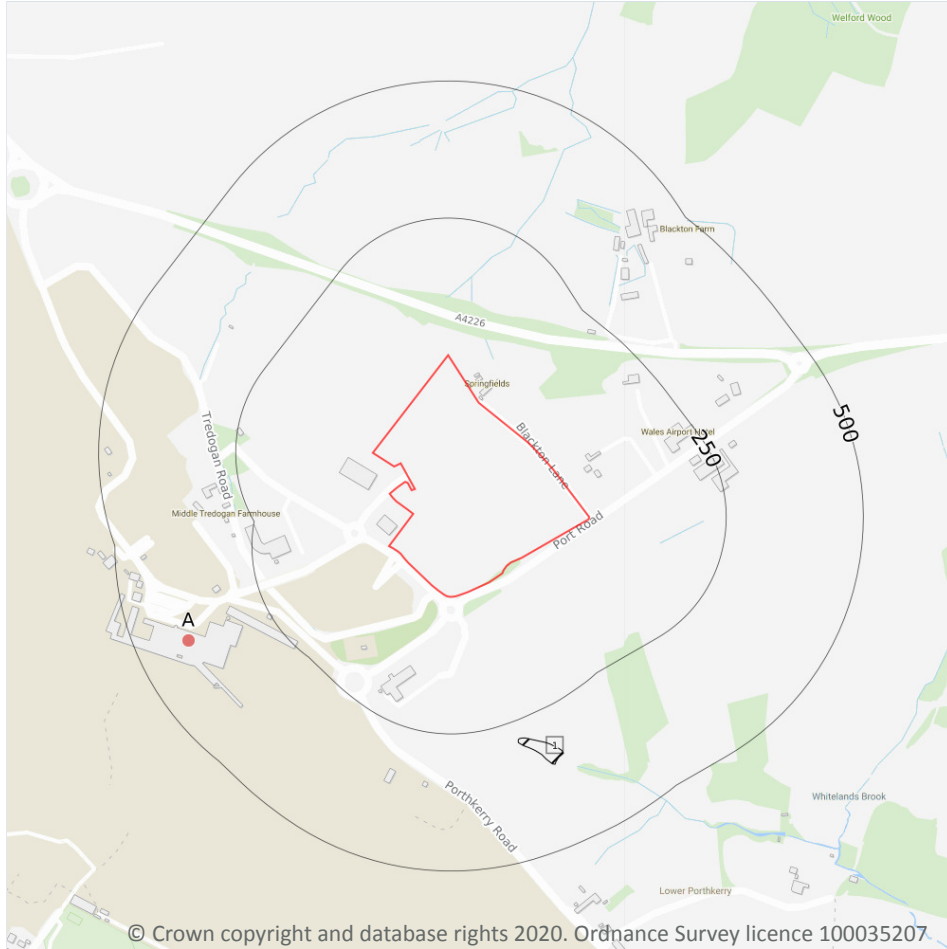 Welford Wood
Blackton Farm
A4226
Springfields
500
Wales Airport Hotel
250
Blackton Lane
Tredogan Road
Middle Tredogan Farmhouse
Port Road
A
1
Porthkerry Road
Whitelands Brook
Lower Porthkerry
© Crown copyright and database rights 2020. Ordnance Survey licence 100035207.